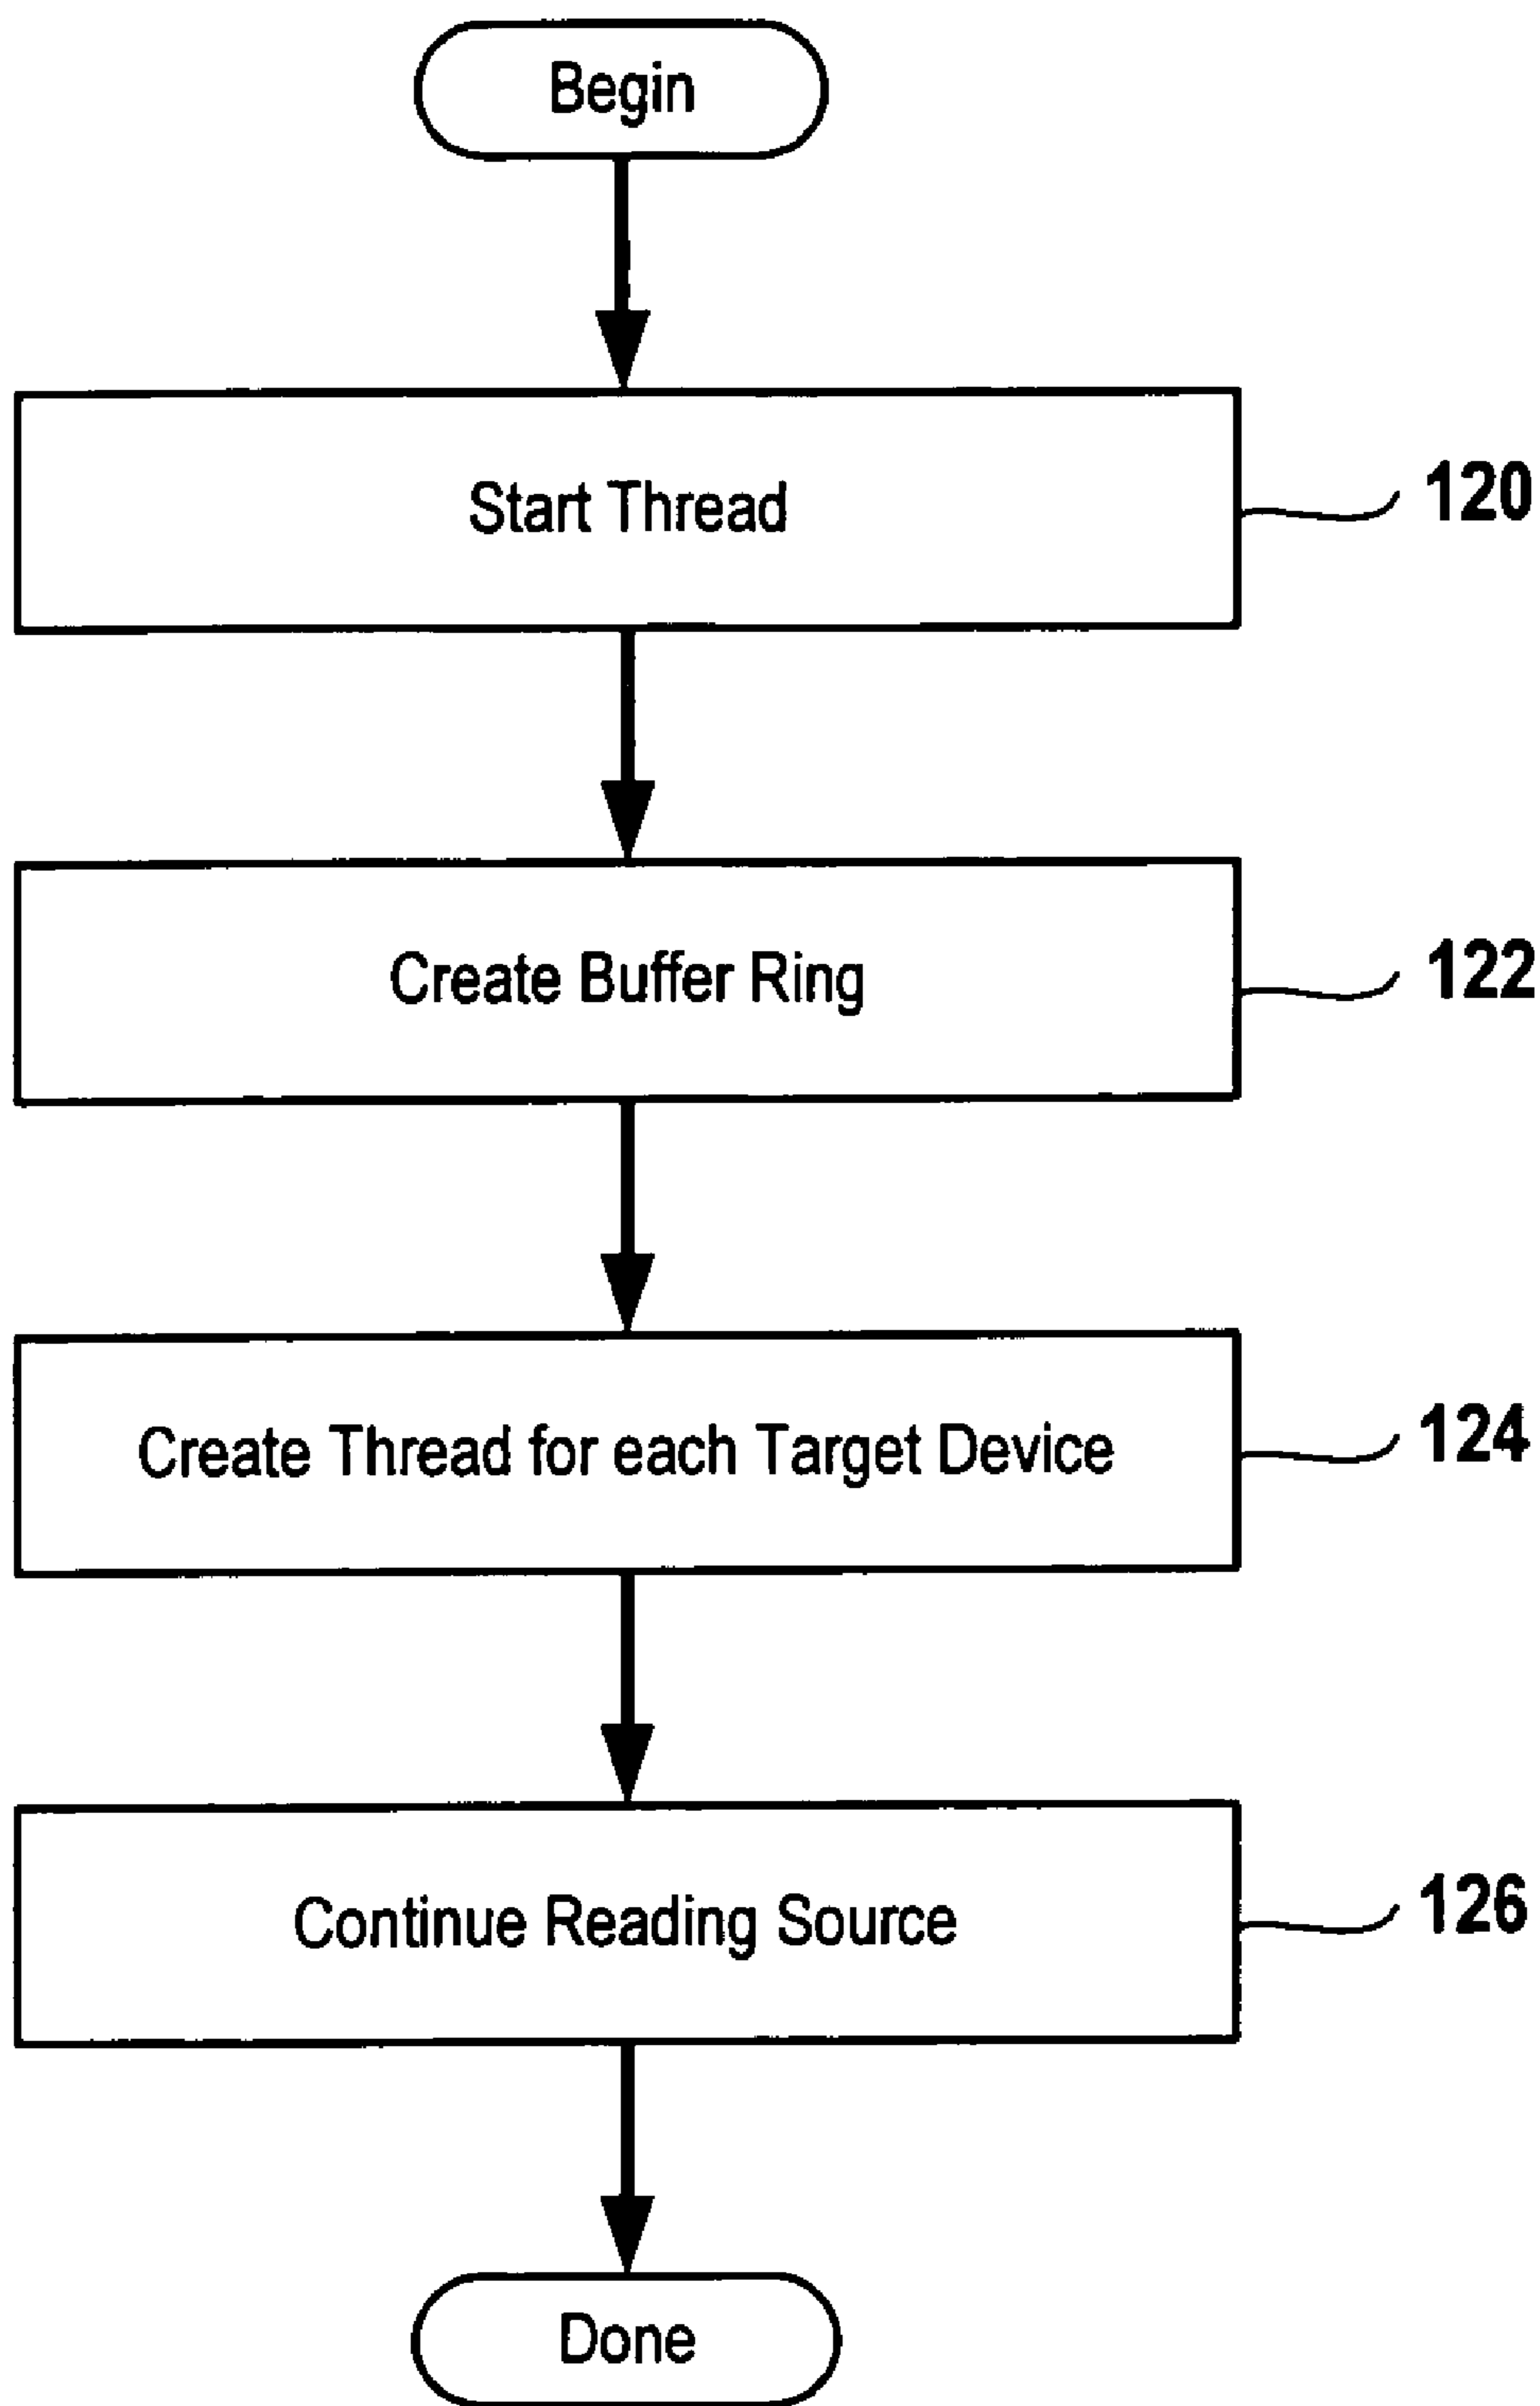 Begin
Start Thread
120
Create Buffer Ring
122
Create Thread for each Target Device
124
Continue Reading Source
126
Done